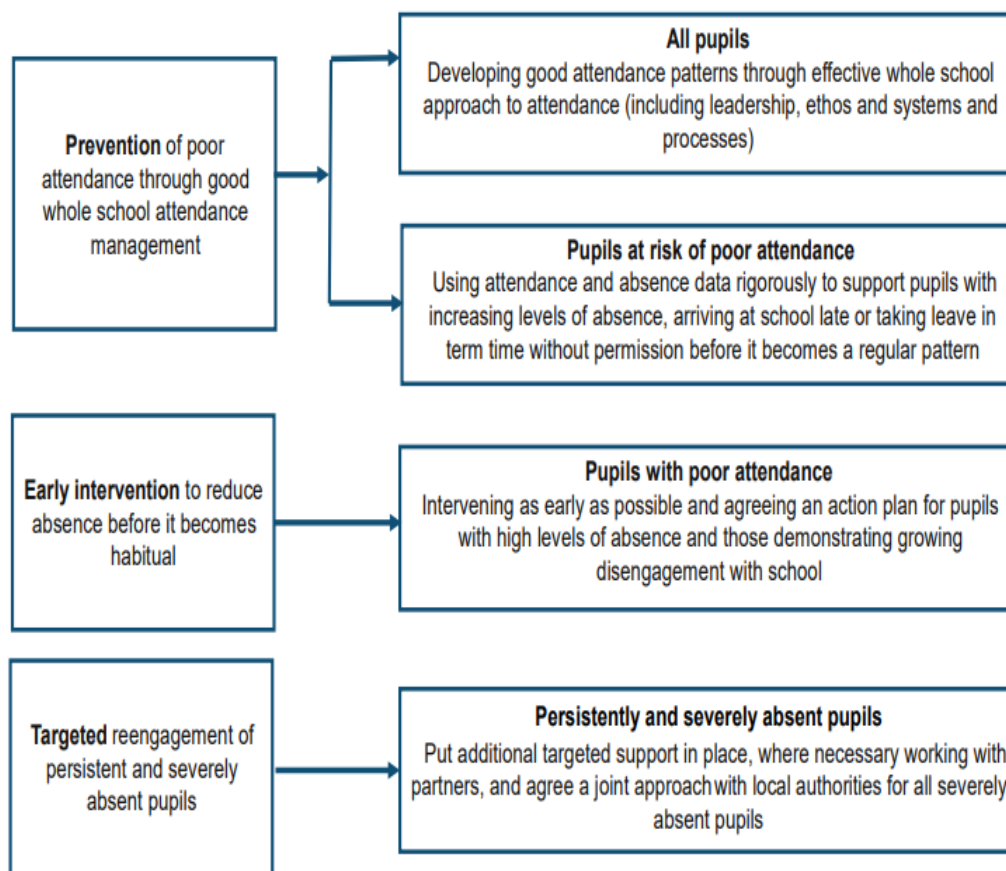 Prevention of poor
attendance through good
whole school attendance
management
All pupils
Developing good attendance patterns through effective whole school
approach to attendance (including leadership, ethos and systems and
processes)
Pupils at risk of poor attendance
Using attendance and absence data rigorously to support pupils with
increasing levels of absence, arriving at school late or taking leave in
term time without permission before it becomes a regular pattern
Early intervention to reduce
absence before it becomes
habitual
Pupils with poor attendance
Intervening as early as possible and agreeing an action plan for pupils
with high levels of absence and those demonstrating growing
disengagement with school
Targeted reengagement of
persistent and severely
absent pupils
Persistently and severely absent pupils
Put additional targeted support in place, where necessary working with
partners, and agree a joint approach with local authorities for all severely
absent pupils